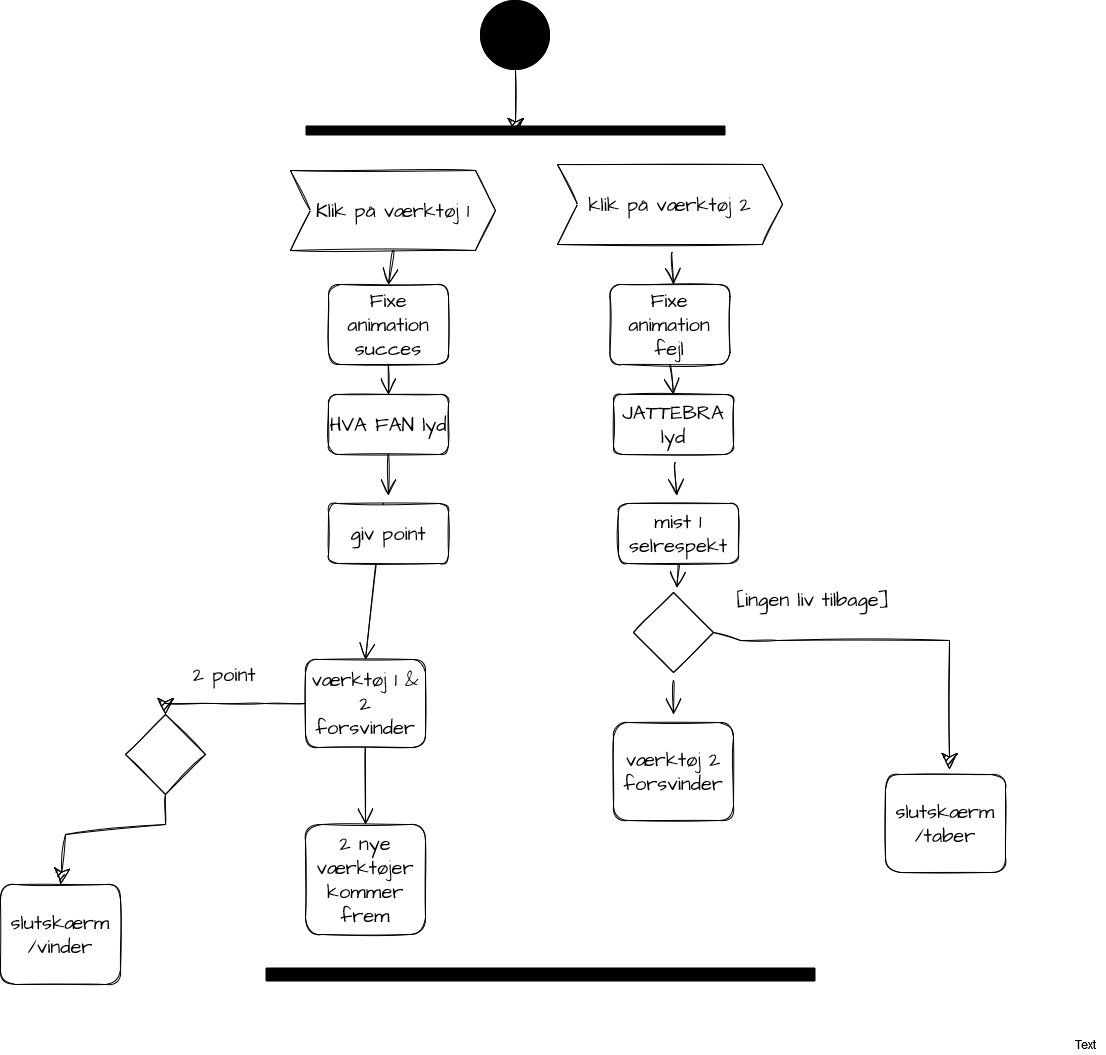 Klik på værktøj 1
klik på værktøj 2
Fixe
animation
succes
Fixe
animation
fejl
HVA FAN lyd
JATTEBRA
lyd
giv point
mist 1
selrespekt
[ingen liv tilbage]
2 point
værktøj 1 &
2
forsvinder
værktøj 2
forsvinder
slutskærm
/taber
2 nye
værktøjer
kommer
frem
slutskærm
/vinder
Text